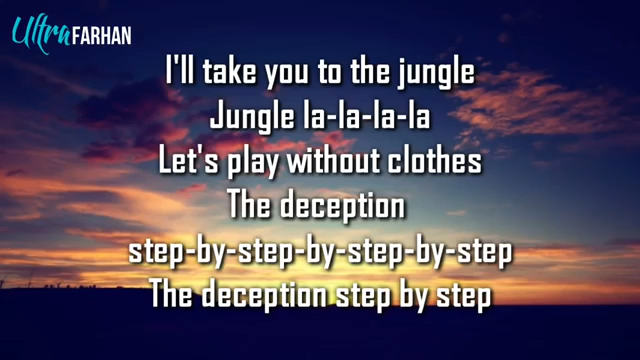 Ultra FARHAN
I'll take you to the jungle
Jungle la-la-la-la
Let's play without clothes
The deception
step-by-step-by-step-by-step
The deception step by step